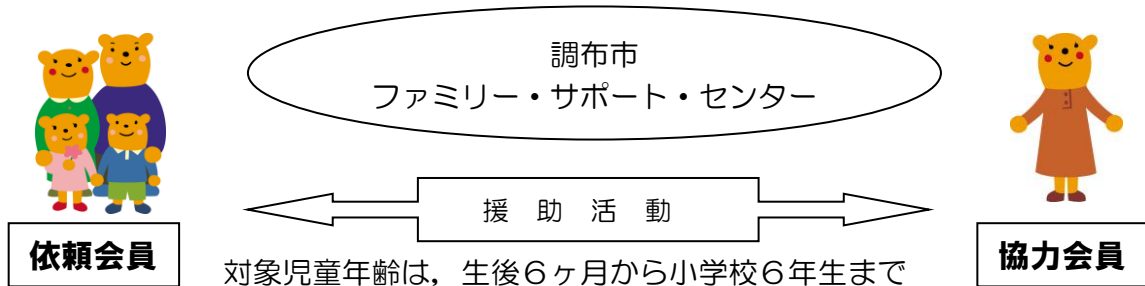 調布市
ファミリー・サポート・センター
援 助 活 動
依頼会員
協力会員
対象児童年齢は，生後６ヶ月から小学校６年生まで